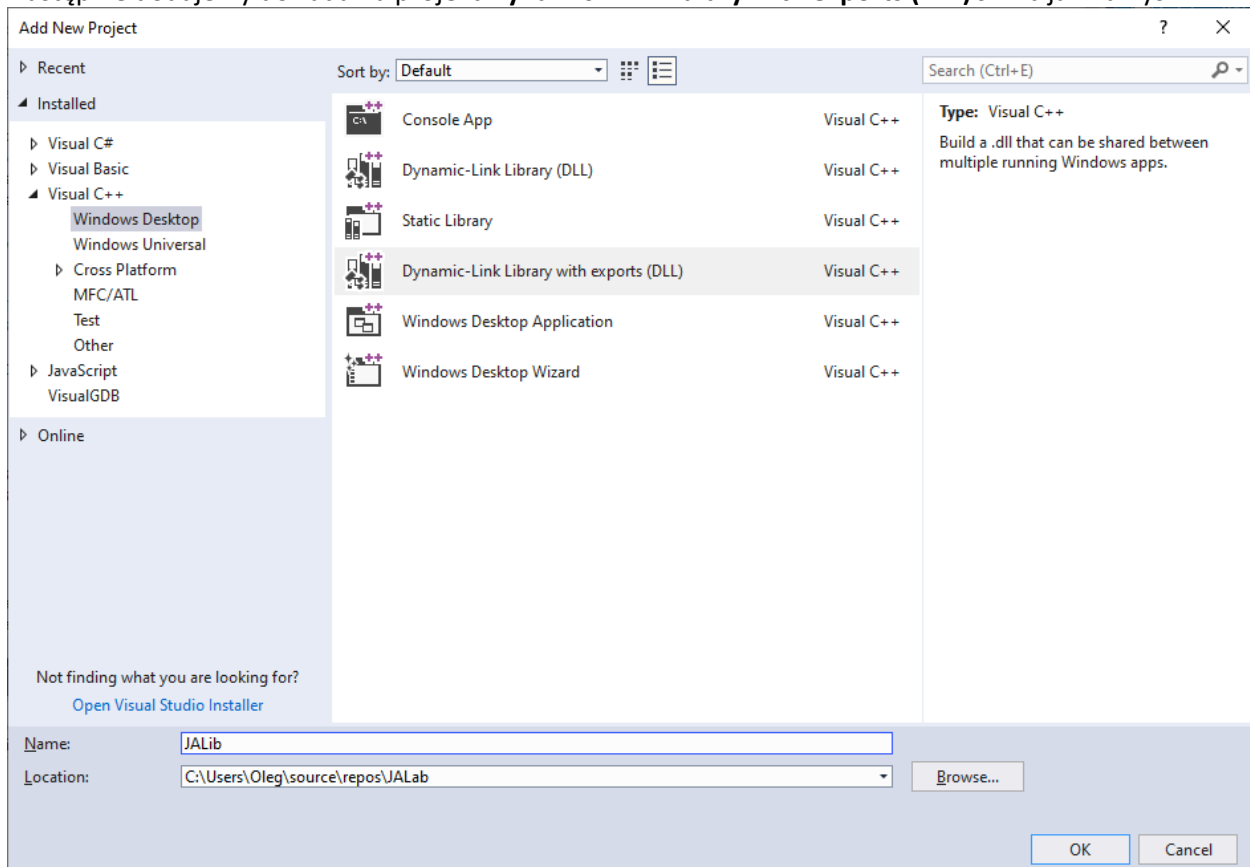 Add New Project
? X
Recent
Sort by: Default
Search (Ctrl+E)
Installed
Visual C#
Visual Basic
Visual C++
Windows Desktop
Windows Universal
Cross Platform
MFC/ATL
Test
Other
JavaScript
VisualGDB
Online
Console App Visual C++
Dynamic-Link Library (DLL) Visual C++
Static Library Visual C++
Dynamic-Link Library with exports (DLL) Visual C++
Windows Desktop Application Visual C++
Windows Desktop Wizard Visual C++
Type: Visual C++
Build a .dll that can be shared between
multiple running Windows apps.
Not finding what you are looking for?
Open Visual Studio Installer
Name: JALib
Location: C:\Users\Oleg\source\repos\JALab
Browse...
OK Cancel